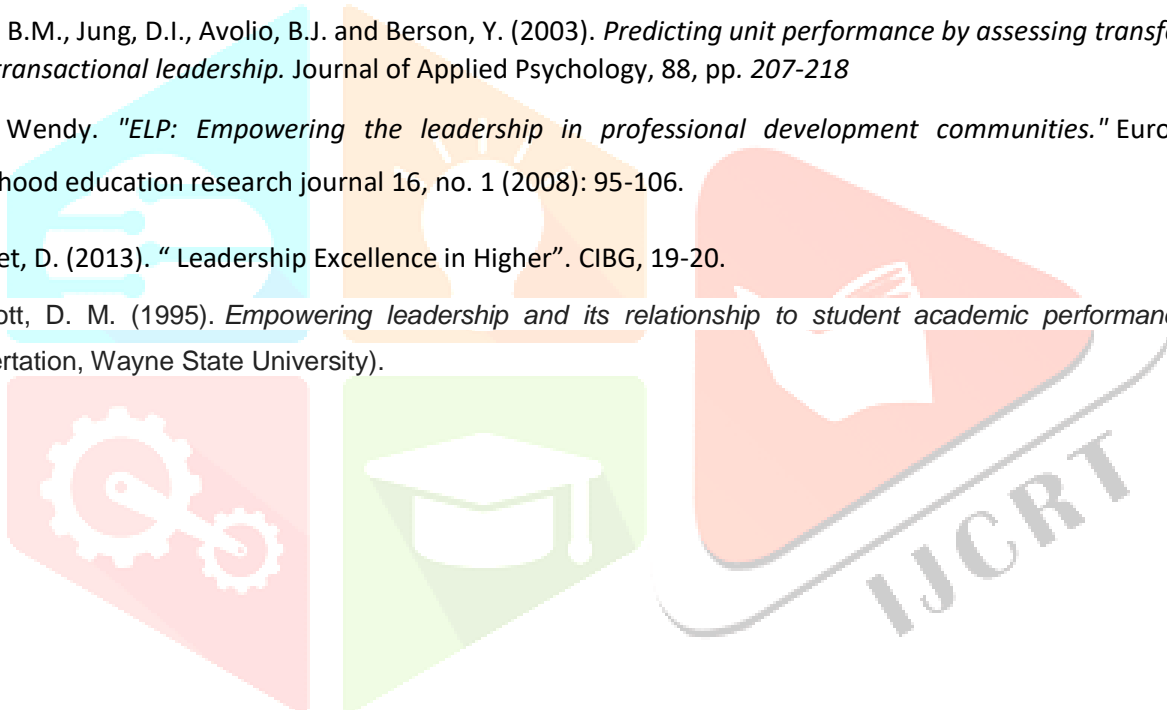 B.M., Jung, D.I., Avolio, B.J. and Berson, Y. (2003). Predicting unit performance by assessing transf
transactional leadership. Journal of Applied Psychology, 88, pp. 207-218
Wendy. "ELP: Empowering the leadership in professional development communities." Euro
hood education research journal 16, no. 1 (2008): 95-106.
et, D. (2013). “ Leadership Excellence in Higher”. CIBG, 19-20.
ott, D. M. (1995). Empowering leadership and its relationship to student academic performan
ertation, Wayne State University).
IJCRT